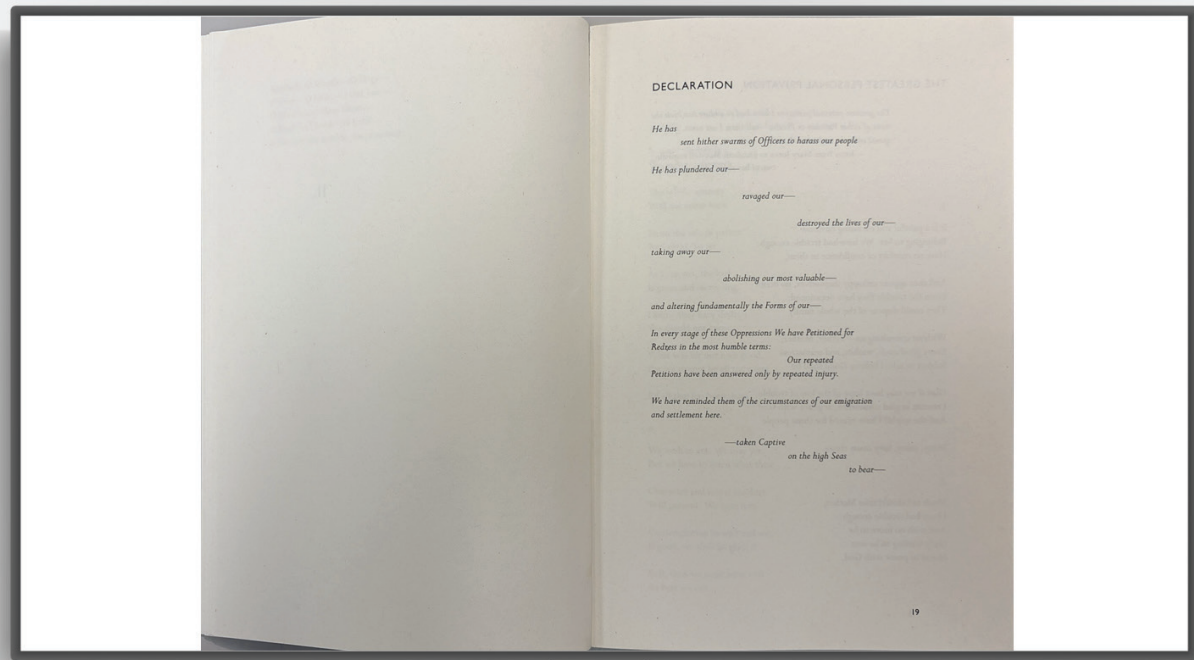 DECLARATION
He has
sent hither swarms of Officers to harass our people
He has plundered our—
ravaged our—
destroyed the lives of our—
taking away our—
abolishing our most valuable—
and altering fundamentally the Forms of our—
In every stage of these Oppressions We have Petitioned for
Redress in the most humble terms:
Our repeated
Petitions have been answered only by repeated injury.
We have reminded them of the circumstances of our emigration
and settlement here.
—taken Captive
on the high Seas
to bear—
19